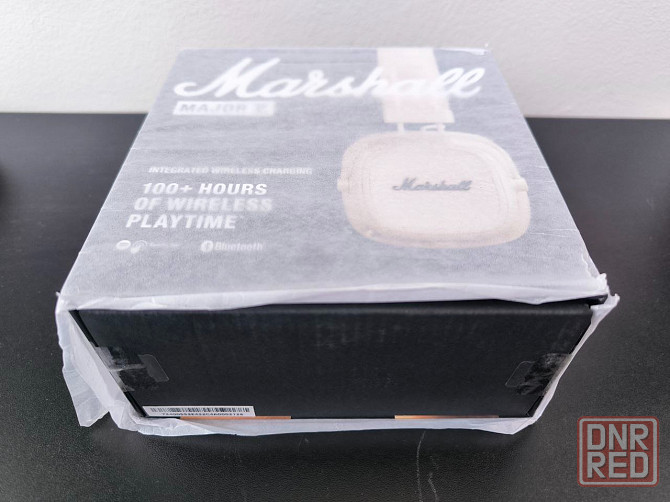 Marshall
MAJOR V
INTEGRATED WIRELESS CHARGING
100+ HOURS
OF WIRELESS
PLAYTIME
Bluetooth
Marshall
DNR
RED